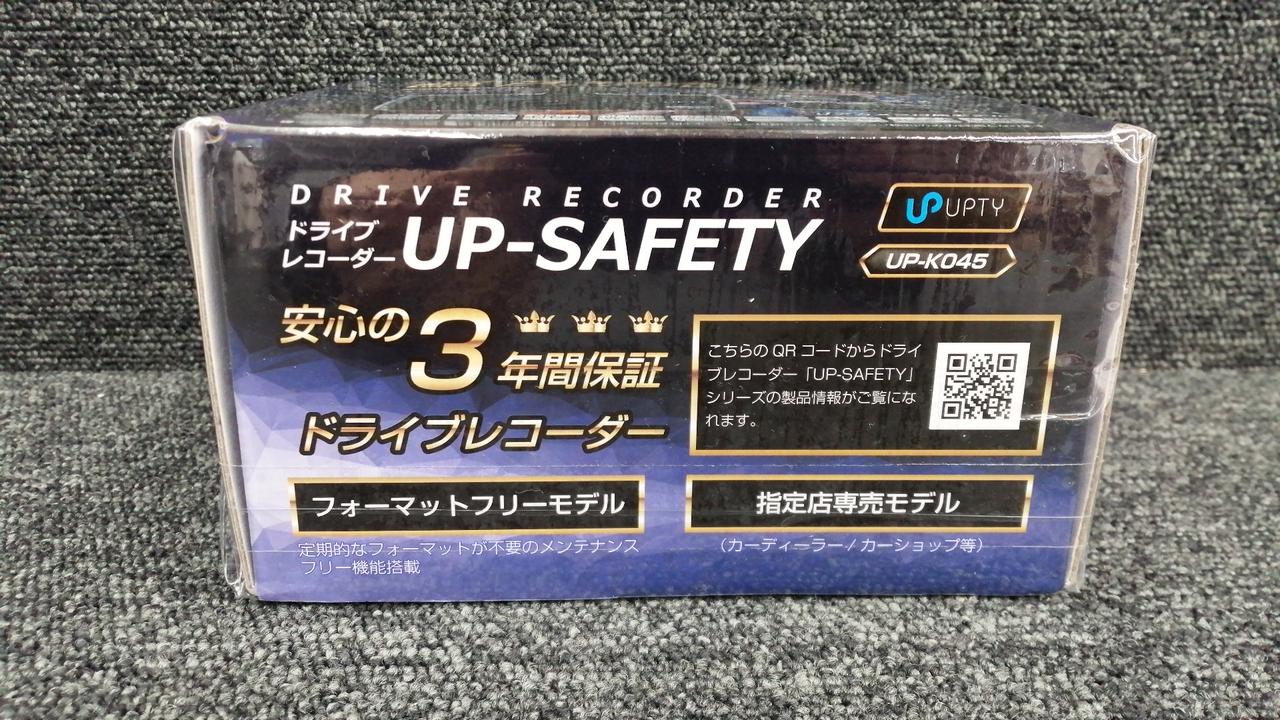 DRIVE RECORDER
ドライブ
レコーダー
UP-SAFETY
UPTY
UP-K045
安心の3年間保証
ドライブレコーダー
こちらのQRコードからドライ
ブレコーダー「UP-SAFETY」
シリーズの製品情報がご覧にな
れます。
フォーマットフリーモデル
定期的なフォーマットが不要のメンテナンス
フリー機能搭載
指定店専売モデル
（カーディーラー / カーショップ等）